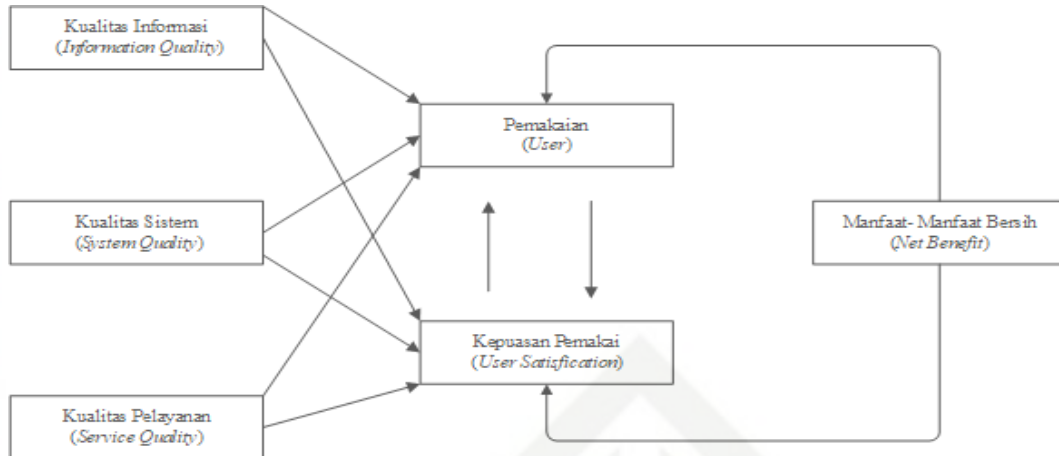 Kualitas Informasi
(Information Quality)
Pemakaian
(User)
Kualitas Sistem
(System Quality)
Manfaat- Manfaat Bersih
(Net Benefit)
Kepuasan Pemakai
(User Satisfication)
Kualitas Pelayanan
(Service Quality)